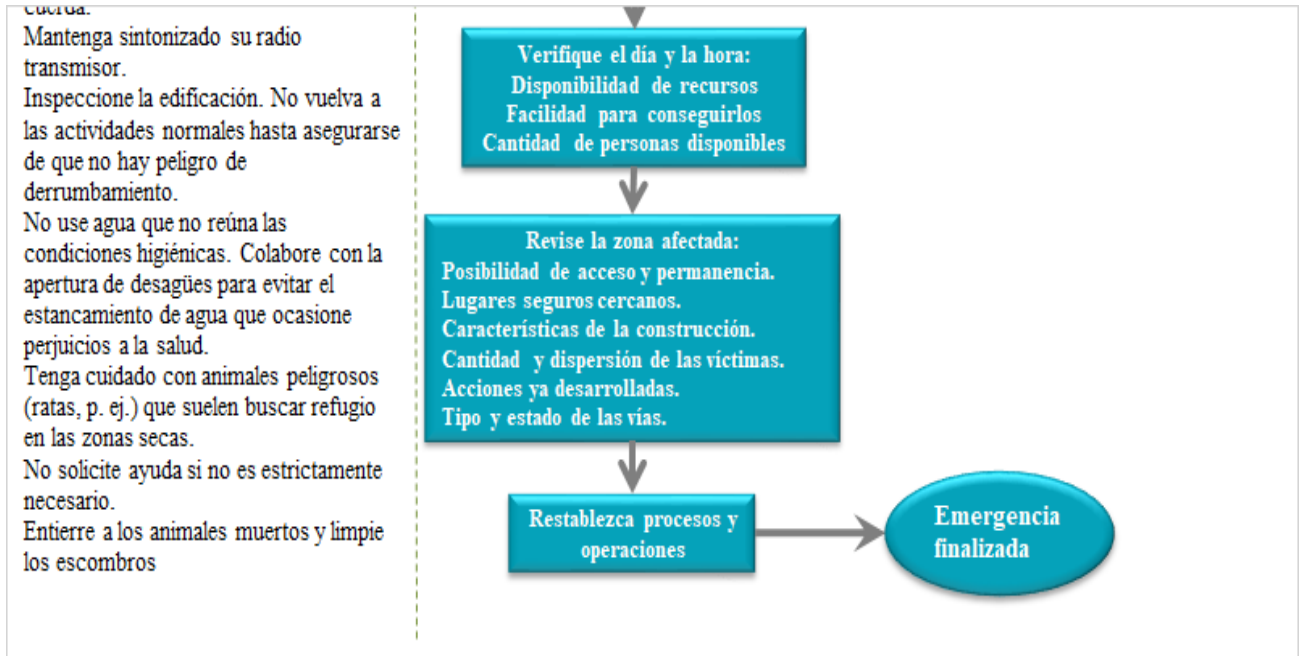 cuerda.
Mantenga sintonizado su radio
transmisor.
Inspeccione la edificación. No vuelva a
las actividades normales hasta asegurarse
de que no hay peligro de
derrumbamiento.
No use agua que no reúna las
condiciones higiénicas. Colabore con la
apertura de desagües para evitar el
estancamiento de agua que ocasione
perjuicios a la salud.
Tenga cuidado con animales peligrosos
(ratas, p. ej.) que suelen buscar refugio
en las zonas secas.
No solicite ayuda si no es estrictamente
necesario.
Entierre a los animales muertos y limpie
los escombros
Verifique el día y la hora:
Disponibilidad de recursos
Facilidad para conseguirlos
Cantidad de personas disponibles
Revise la zona afectada:
Posibilidad de acceso y permanencia.
Lugares seguros cercanos.
Características de la construcción.
Cantidad y dispersión de las víctimas.
Acciones ya desarrolladas.
Tipo y estado de las vías.
Restablezca procesos y
operaciones
Emergencia
finalizada